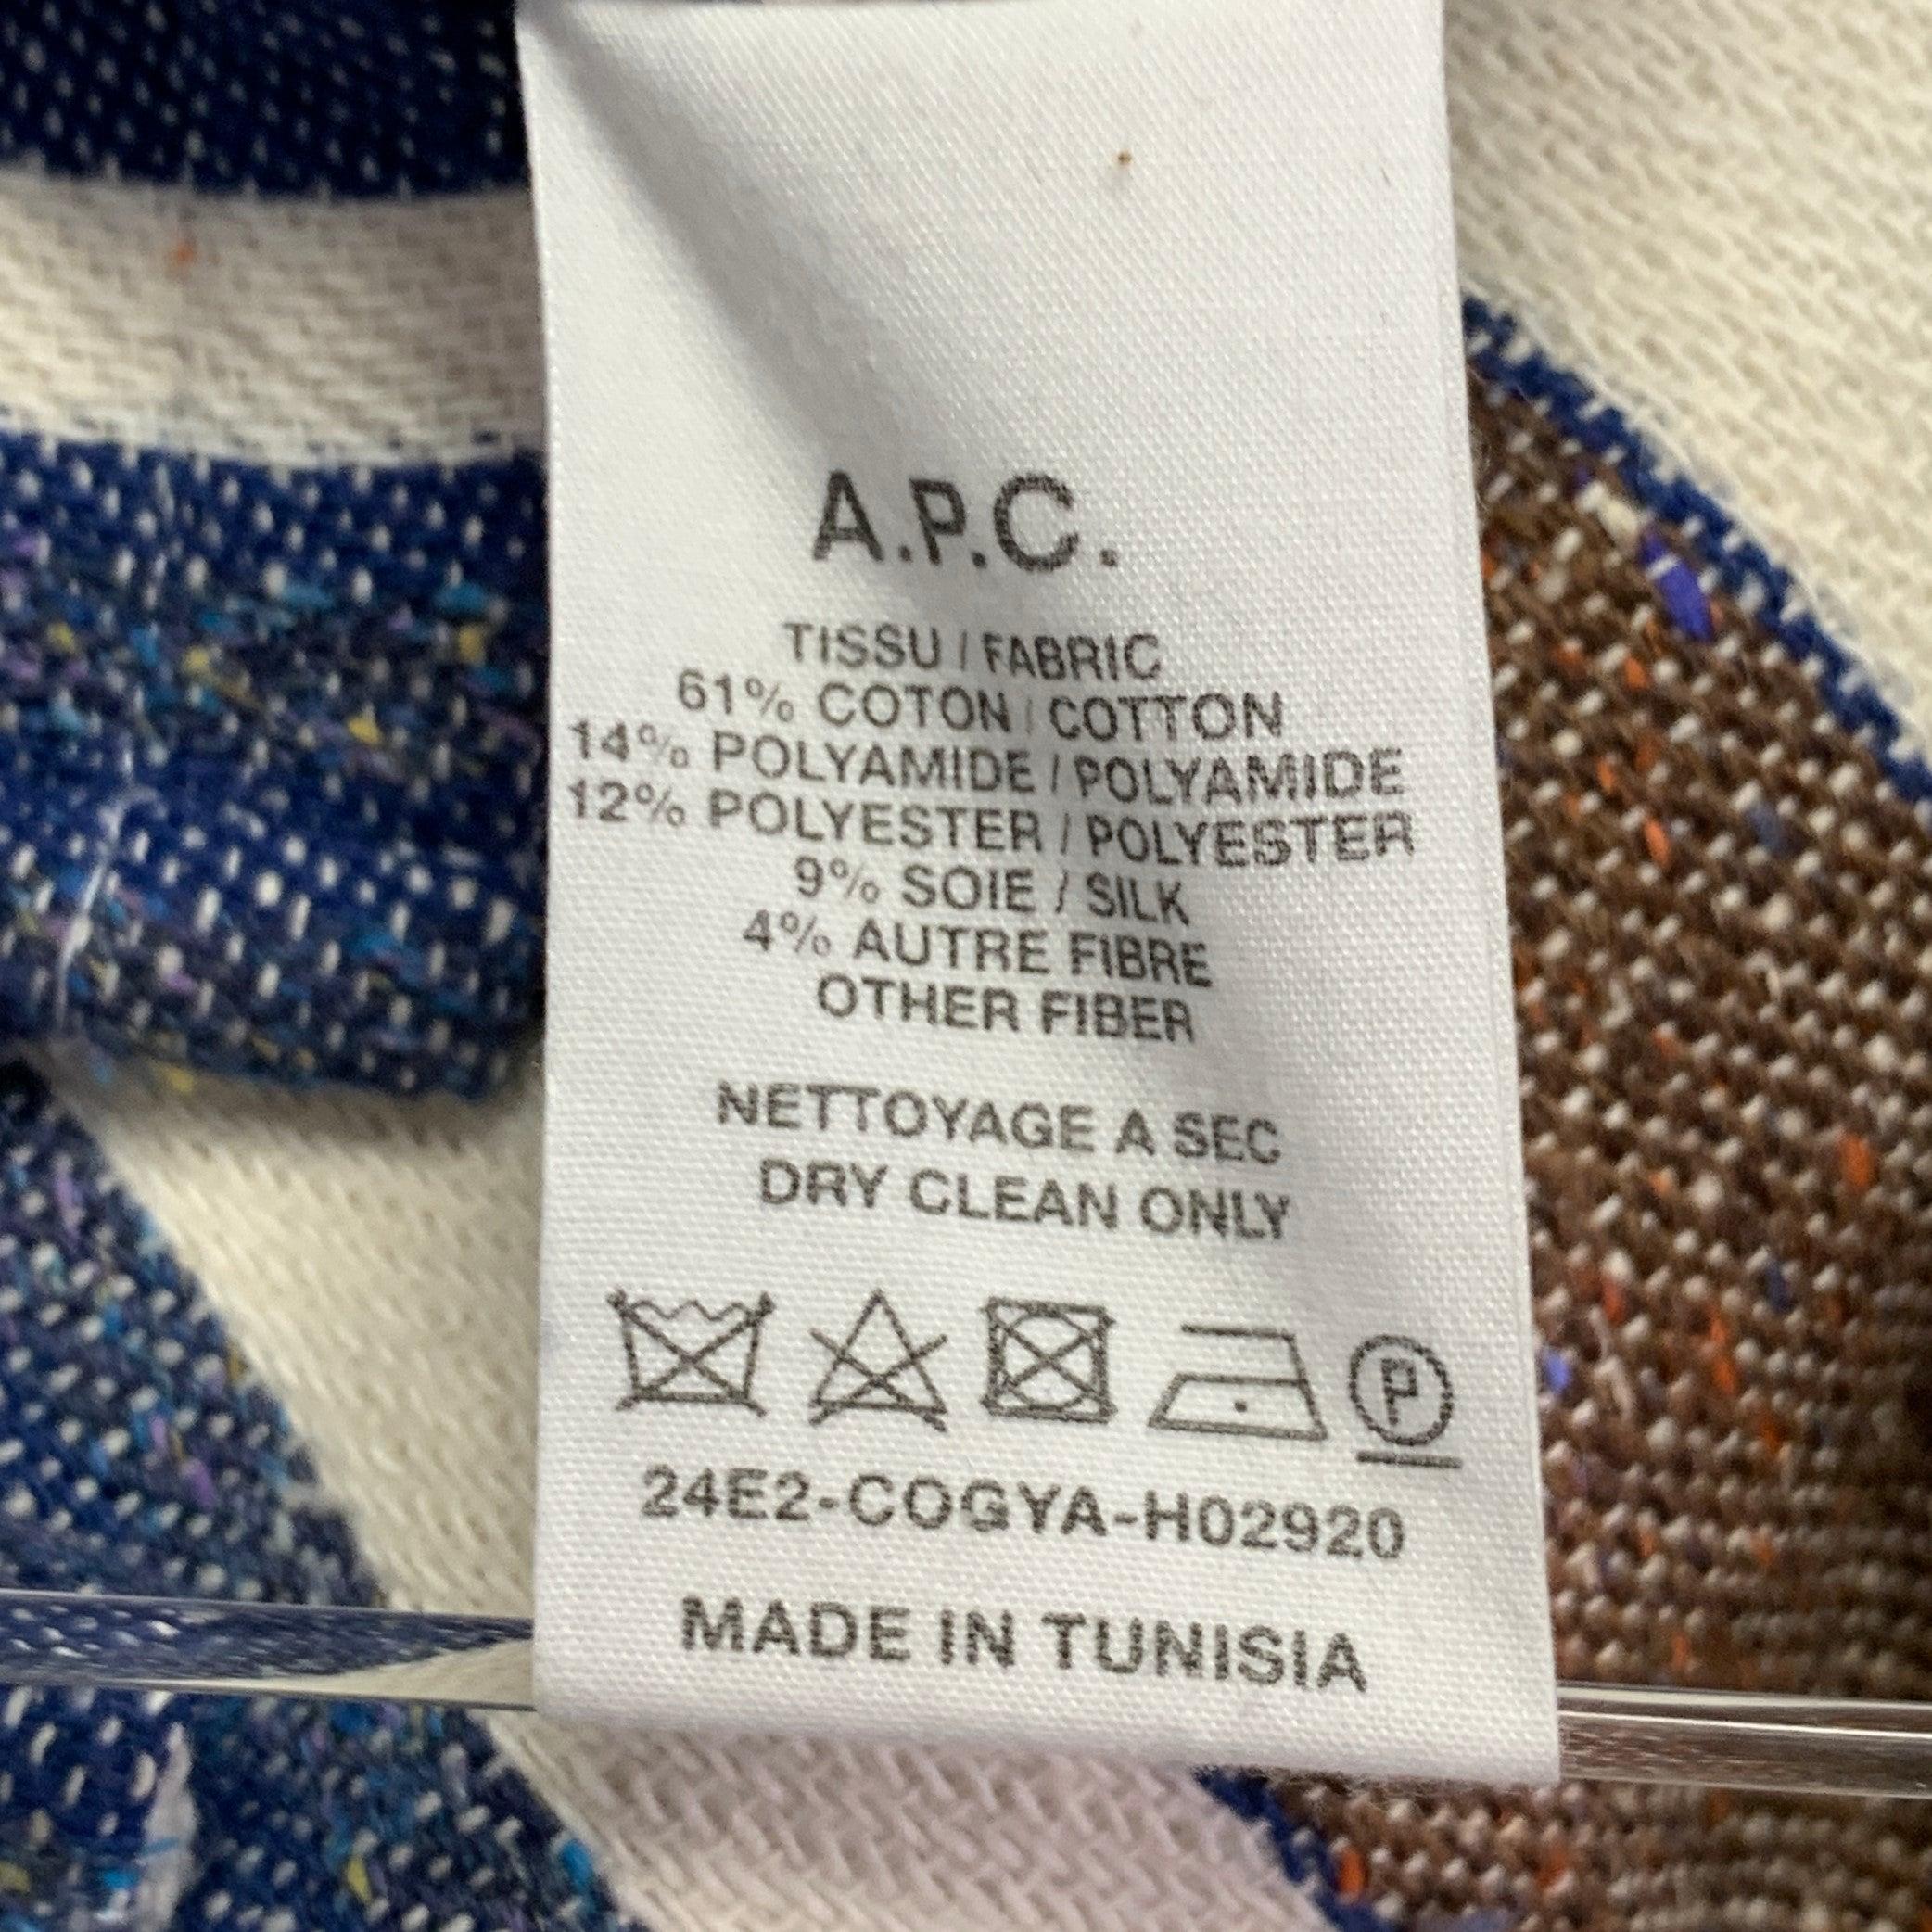 A.P.C.
TISSU / FABRIC
61% COTON / COTTON
14% POLYAMIDE / POLYAMIDE
12% POLYESTER / POLYESTER
9% SOIE / SILK
4% AUTRE FIBRE
OTHER FIBER
NETTOYAGE A SEC
DRY CLEAN ONLY
P
24E2-COGYA-H02920
MADE IN TUNISIA